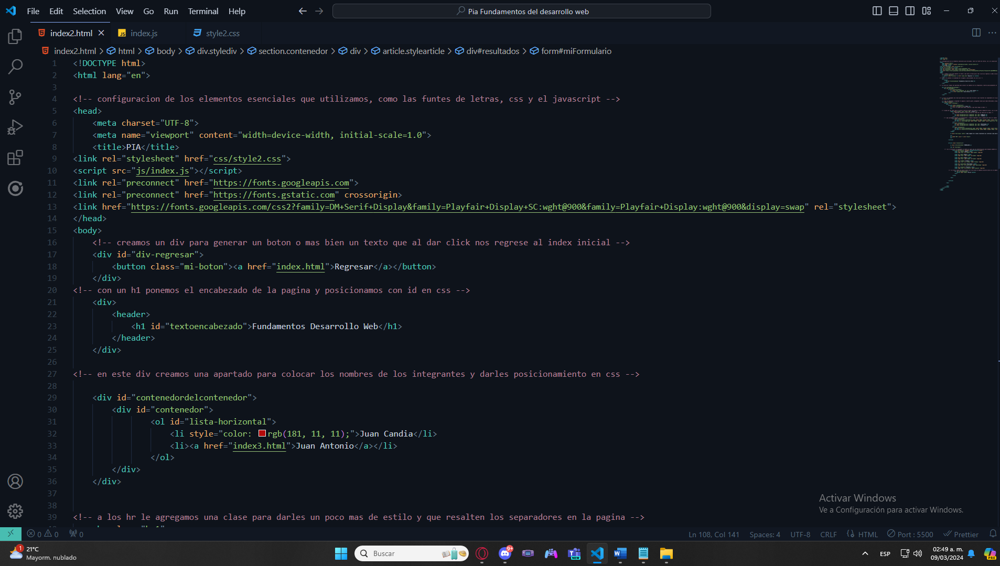 File Edit Selection View Go Run Terminal Help
Pia Fundamentos del desarrollo web
index2.html
JS index.js
style2.css
index2.html > html > body > div.stylediv > section.contenedor > div > article.stylearticle > div#resultados > form#miFormulario
1 <!DOCTYPE html>
2 <html lang="en">
3
4 <!-- configuracion de los elementos esenciales que utilizamos, como las funtes de letras, css y el javascript -->
5 <head>
6 <meta charset="UTF-8">
7 <meta name="viewport" content="width=device-width, initial-scale=1.0">
8 <title>PIA</title>
9 <link rel="stylesheet" href="css/style2.css">
10 <script src="js/index.js"></script>
11 <link rel="preconnect" href="https://fonts.googleapis.com">
12 <link rel="preconnect" href="https://fonts.gstatic.com" crossorigin>
13 <link href="https://fonts.googleapis.com/css2?family=DM+Serif+Display&family=Playfair+Display+SC:wght@900&family=Playfair+Display:wght@900&display=swap" rel="stylesheet">
14 </head>
15 <body>
16 <!-- creamos un div para generar un boton o mas bien un texto que al dar click nos regrese al index inicial -->
17 <div id="div-regresar">
18 <button class="mi-boton"><a href="index.html">Regresar</a></button>
19 </div>
20 <!-- con un h1 ponemos el encabezado de la pagina y posicionamos con id en css -->
21 <div>
22 <header>
23 <h1 id="textoencabezado">Fundamentos Desarrollo Web</h1>
24 </header>
25 </div>
26
27 <!-- en este div creamos una apartado para colocar los nombres de los integrantes y darles posicionamiento en css -->
28
29 <div id="contenedordelcontenedor">
30 <div id="contenedor">
31 <ol id="lista-horizontal">
32 <li style="color: rgb(181, 11, 11);">Juan Candia</li>
33 <li><a href="index3.html">Juan Antonio</a></li>
34 </ol>
35 </div>
36 </div>
37
38
39 <!-- a los hr le agregamos una clase para darles un poco mas de estilo y que resalten los separadores en la pagina -->
Activar Windows
Ve a Configuración para activar Windows.
0 0 0
Ln 108, Col 141 Spaces: 4 UTF-8 CRLF HTML Port : 5500 Prettier
1
21°C
Mayorm. nublado
Buscar
9+
NEW
ESP
02:49 a. m.
09/03/2024
PRE